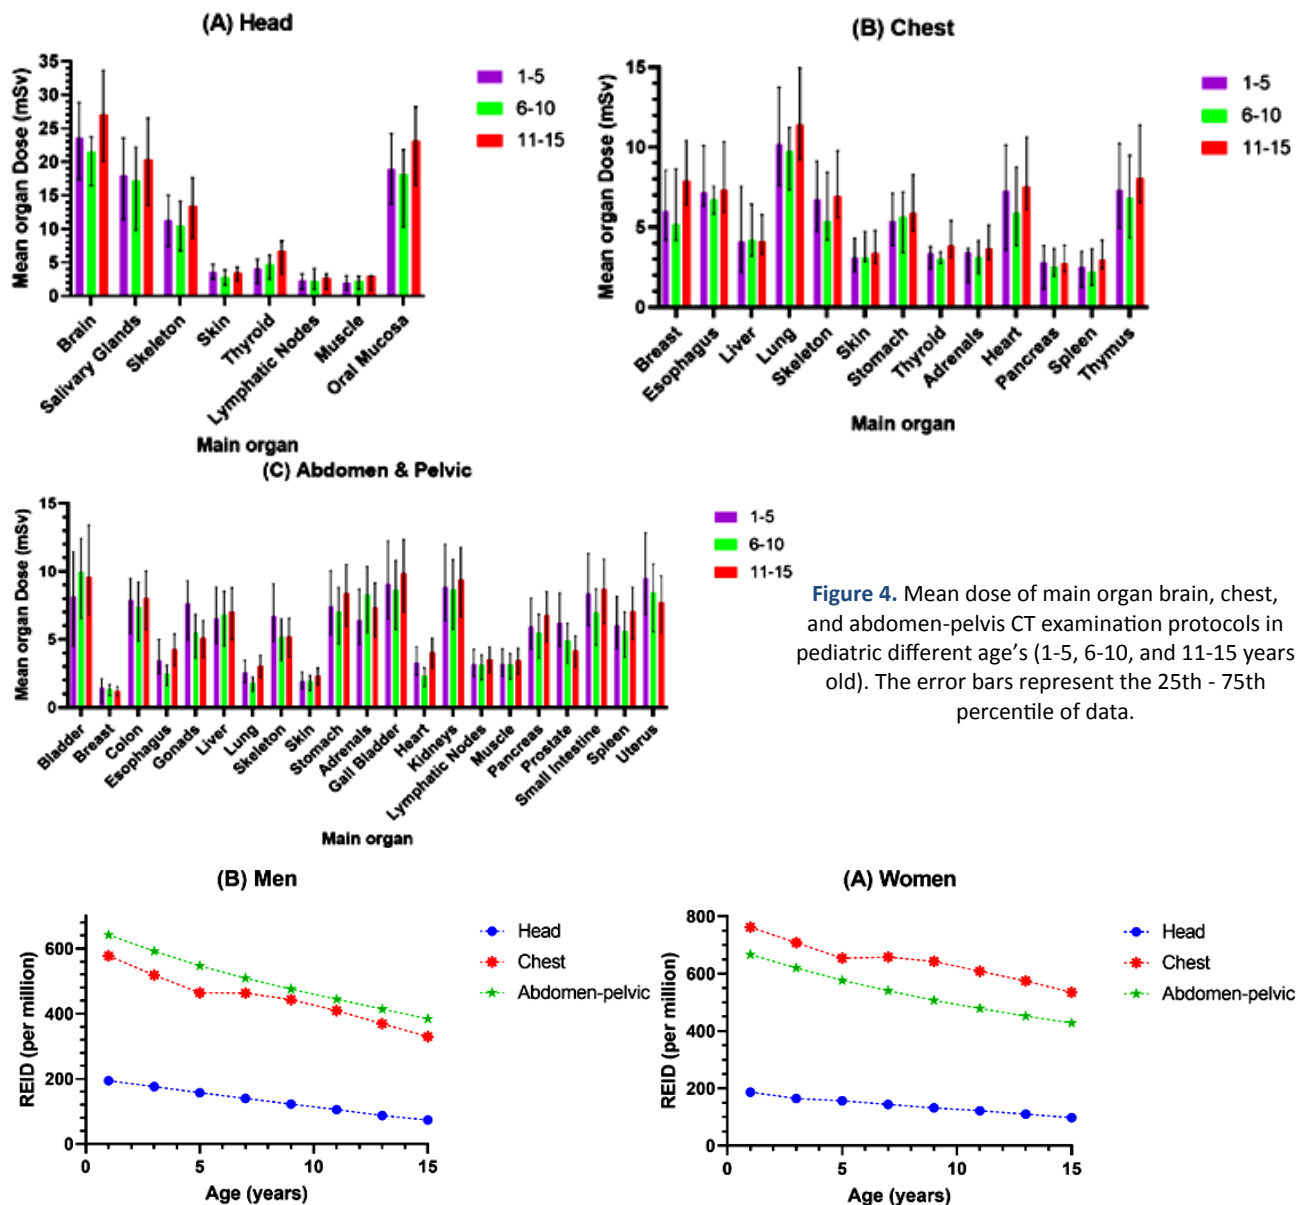 (A) Head
Mean organ Dose (mSv)
35
30
25
20
15
10
5
0
1-5
6-10
11-15
Brain
Salivary Glands
Skeleton
Skin
Thyroid
Lymphatic Nodes
Muscle
Oral Mucosa
Main organ
(B) Chest
Mean organ Dose (mSv)
15
10
5
0
1-5
6-10
11-15
Breast
Esophagus
Liver
Lung
Skeleton
Skin
Stomach
Thyroid
Adrenals
Heart
Pancreas
Spleen
Thymus
Main organ
(C) Abdomen & Pelvic
Mean organ Dose (mSv)
15
10
5
0
1-5
6-10
11-15
Bladder
Breast
Colon
Esophagus
Gonads
Liver
Lung
Skeleton
Skin
Stomach
Adrenals
Gall Bladder
Heart
Kidneys
Lymphatic Nodes
Muscle
Pancreas
Prostate
Small Intestine
Spleen
Uterus
Main organ
Figure 4. Mean dose of main organ brain, chest,
and abdomen-pelvis CT examination protocols in
pediatric different age's (1-5, 6-10, and 11-15 years
old). The error bars represent the 25th - 75th
percentile of data.
(B) Men
REID (per million)
600
400
200
0
0 5 10 15
Age (years)
Head
Chest
Abdomen-pelvic
(A) Women
REID (per million)
800
600
400
200
0
0 5 10 15
Age (years)
Head
Chest
Abdomen-pelvic